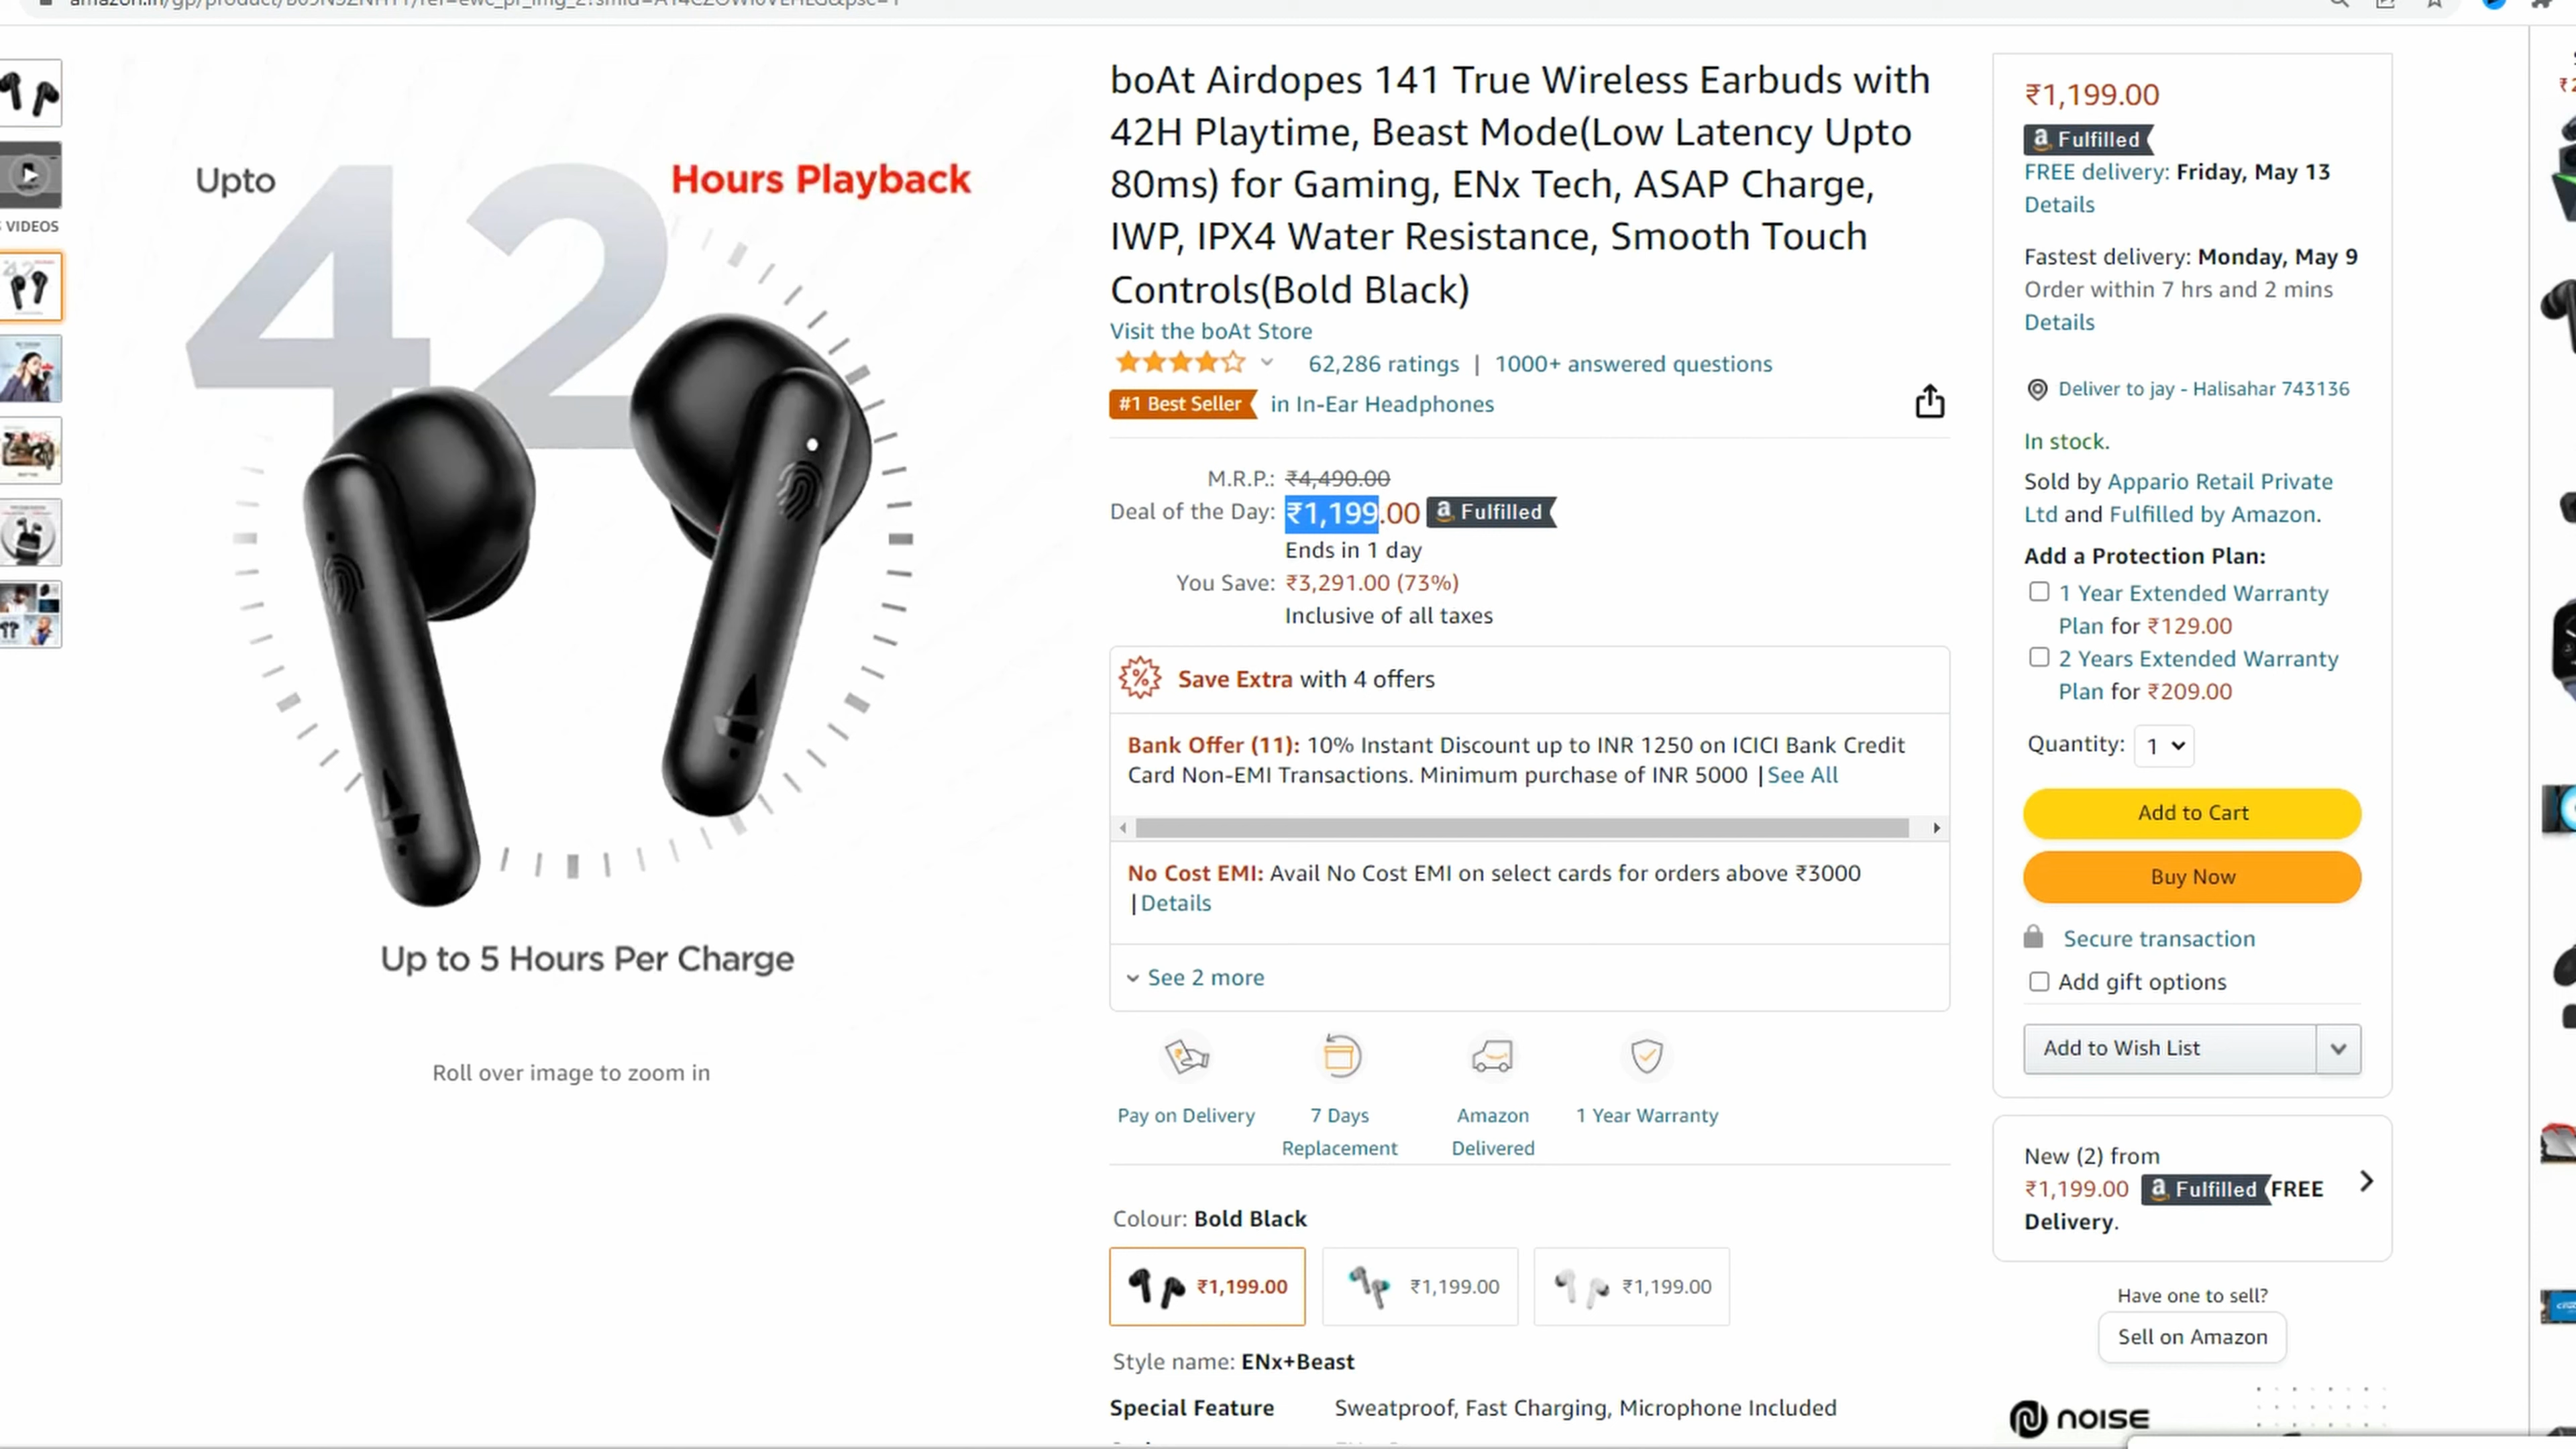 VIDEOS
Upto
42
Hours Playback
Up to 5 Hours Per Charge
Roll over image to zoom in
boAt Airdopes 141 True Wireless Earbuds with
42H Playtime, Beast Mode(Low Latency Upto
80ms) for Gaming, ENx Tech, ASAP Charge,
IWP, IPX4 Water Resistance, Smooth Touch
Controls(Bold Black)
Visit the boAt Store
62,286 ratings | 1000+ answered questions
#1 Best Seller in In-Ear Headphones
M.R.P.: ₹4,490.00
Deal of the Day: ₹1,199.00 a Fulfilled
Ends in 1 day
You Save: ₹3,291.00 (73%)
Inclusive of all taxes
Save Extra with 4 offers
Bank Offer (11): 10% Instant Discount up to INR 1250 on ICICI Bank Credit
Card Non-EMI Transactions. Minimum purchase of INR 5000 | See All
No Cost EMI: Avail No Cost EMI on select cards for orders above ₹3000
| Details
See 2 more
Pay on Delivery
7 Days
Replacement
Amazon
Delivered
1 Year Warranty
Colour: Bold Black
₹1,199.00
₹1,199.00
₹1,199.00
Style name: ENx+Beast
Special Feature Sweatproof, Fast Charging, Microphone Included
₹1,199.00
a Fulfilled
FREE delivery: Friday, May 13
Details
Fastest delivery: Monday, May 9
Order within 7 hrs and 2 mins
Details
Deliver to jay - Halisahar 743136
In stock.
Sold by Appario Retail Private
Ltd and Fulfilled by Amazon.
Add a Protection Plan:
1 Year Extended Warranty
Plan for ₹129.00
2 Years Extended Warranty
Plan for ₹209.00
Quantity: 1
Add to Cart
Buy Now
Secure transaction
Add gift options
Add to Wish List
New (2) from
₹1,199.00 a Fulfilled FREE
Delivery.
Have one to sell?
Sell on Amazon
noise